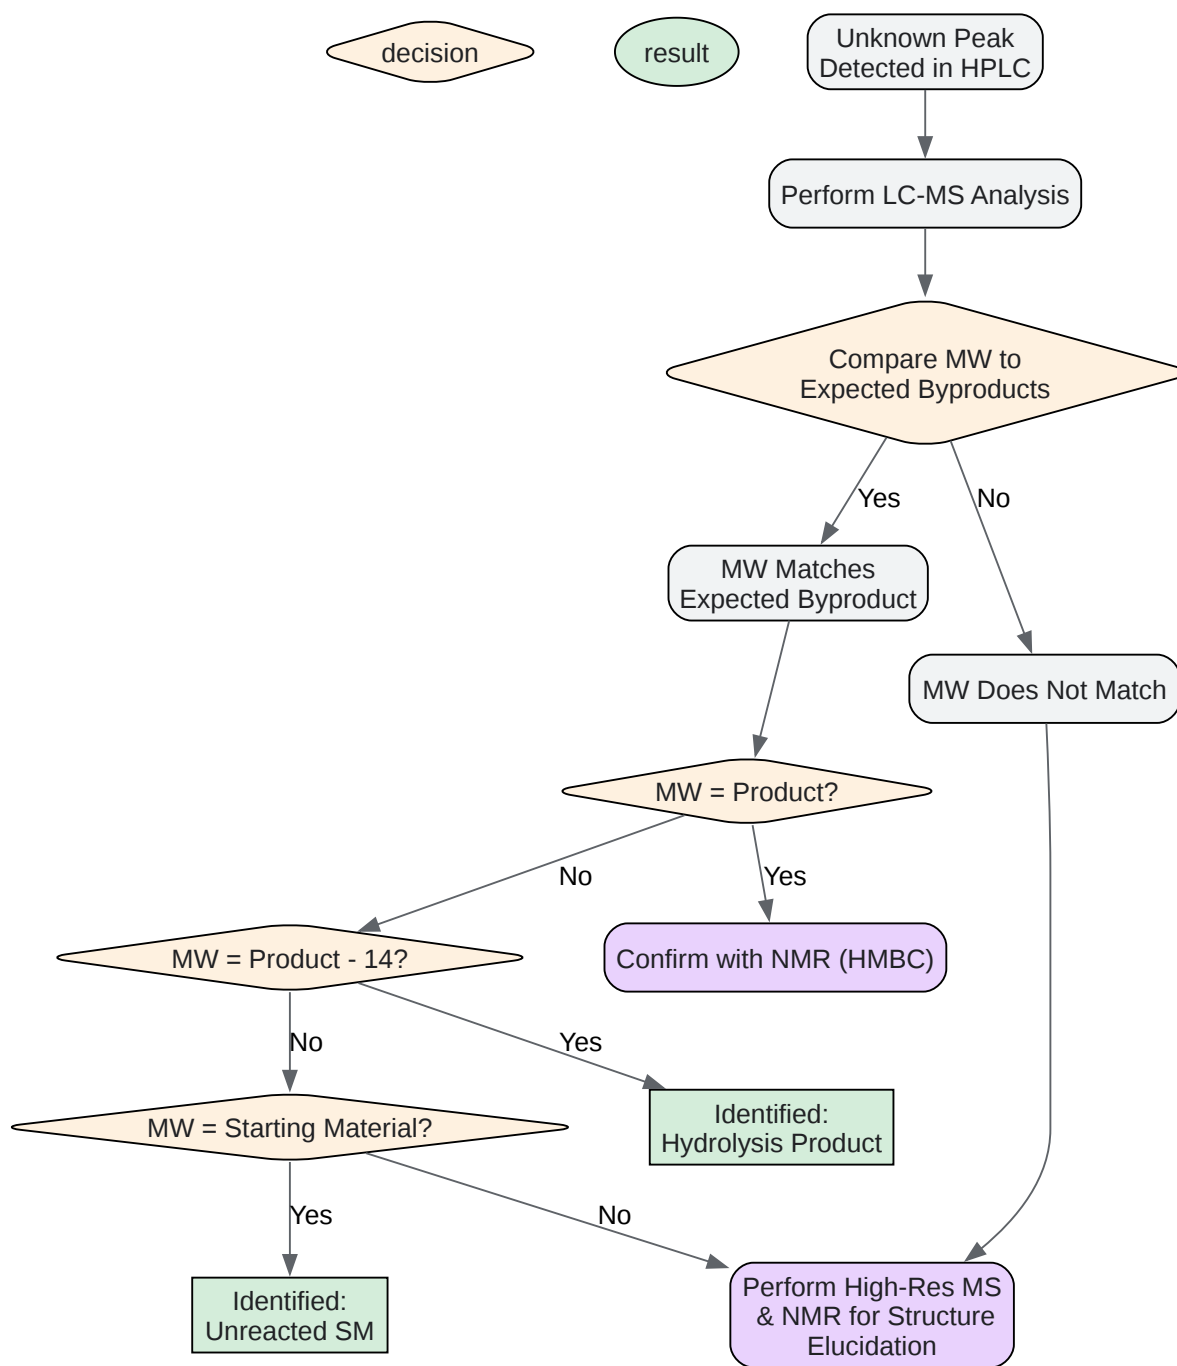 decision
result
Unknown Peak
Detected in HPLC
Perform LC-MS Analysis
Compare MW to
Expected Byproducts
Yes
No
MW Matches
Expected Byproduct
MW Does Not Match
MW = Product?
No
Yes
MW = Product - 14?
Confirm with NMR (HMBC)
No
Yes
MW = Starting Material?
Identified:
Hydrolysis Product
Yes
No
Identified:
Unreacted SM
Perform High-Res MS
& NMR for Structure
Elucidation